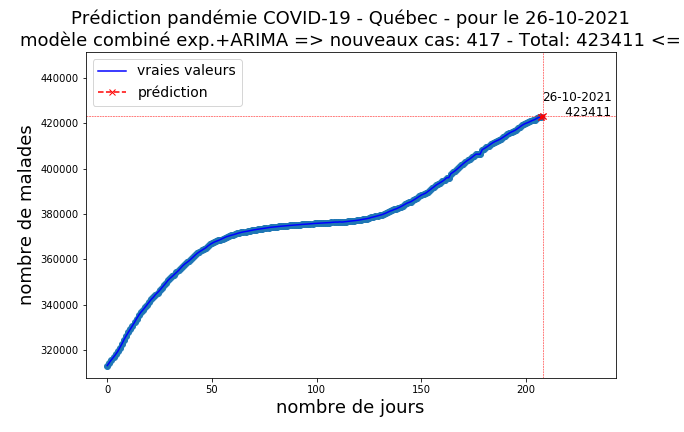 Prédiction pandémie COVID-19 - Québec - pour le 26-10-2021
modèle combiné exp.+ARIMA => nouveaux cas: 417 - Total: 423411 <=
vraies valeurs
prédiction
26-10-2021
423411
440000
420000
400000
380000
360000
340000
320000
nombre de malades
0 50 100 150 200
nombre de jours